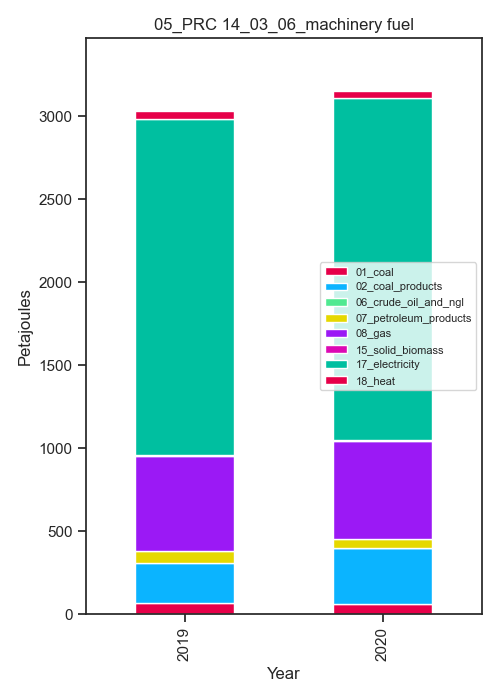 05_PRC 14_03_06_machinery fuel
Petajoules
3000
2500
2000
1500
1000
500
0
01_coal
02_coal_products
06_crude_oil_and_ngl
07_petroleum_products
08_gas
15_solid_biomass
17_electricity
18_heat
2019
2020
Year